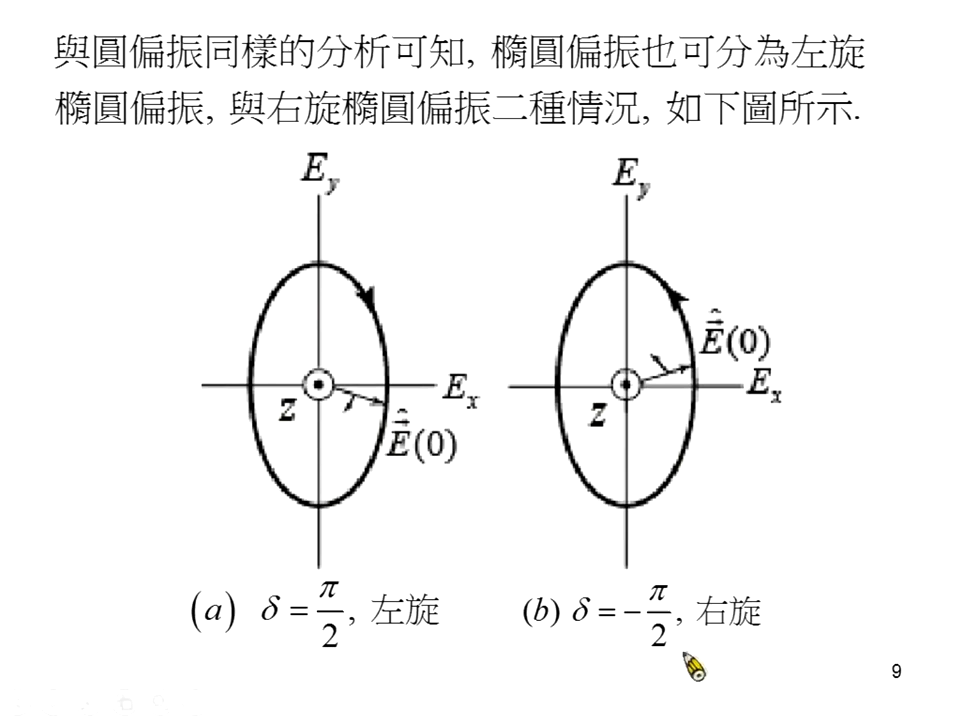 與圓偏振同樣的分析可知, 橢圓偏振也可分為左旋
橢圓偏振, 與右旋橢圓偏振二種情況, 如下圖所示.
E_y
E_y
Ê(0)
E_x
E_x
z
z
Ê(0)
(a) δ = π/2, 左旋
(b) δ = −π/2, 右旋
9